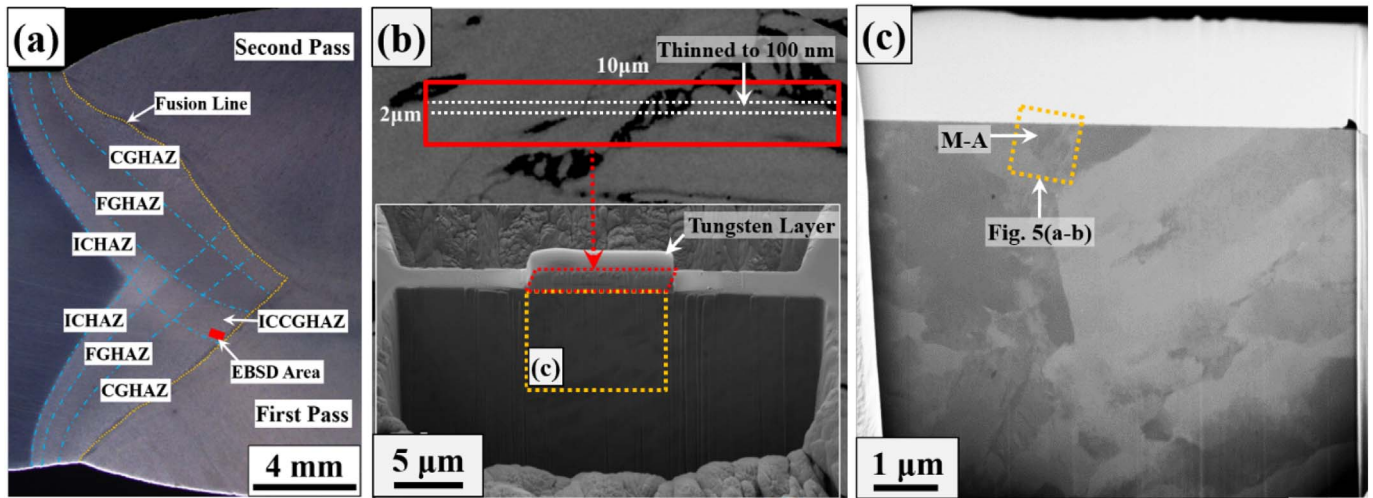 (a)
Second Pass
Fusion Line
CGHAZ
FGHAZ
ICHAZ
ICHAZ
ICCGHAZ
FGHAZ
EBSD Area
CGHAZ
First Pass
4 mm
(b)
Thinned to 100 nm
10μm
2μm
Tungsten Layer
(c)
5 μm
(c)
M-A
Fig. 5(a-b)
1 μm